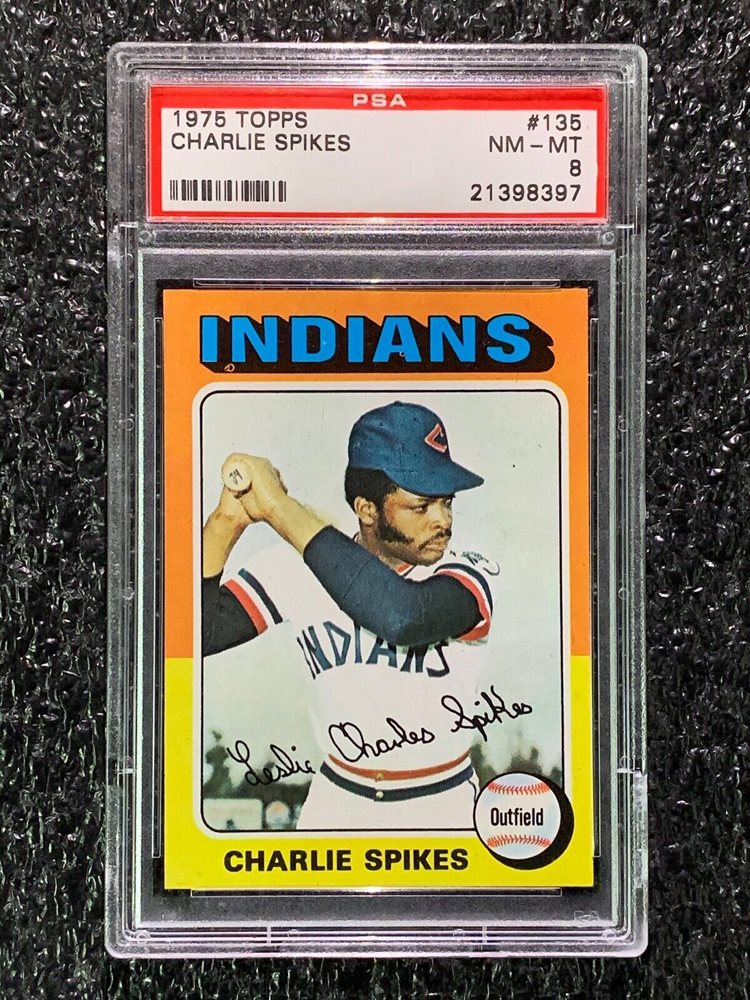 PSA
1975 TOPPS #135
CHARLIE SPIKES NM - MT
8
21398397
INDIANS
INDIANS
Leslie Charles Spikes
Outfield
CHARLIE SPIKES